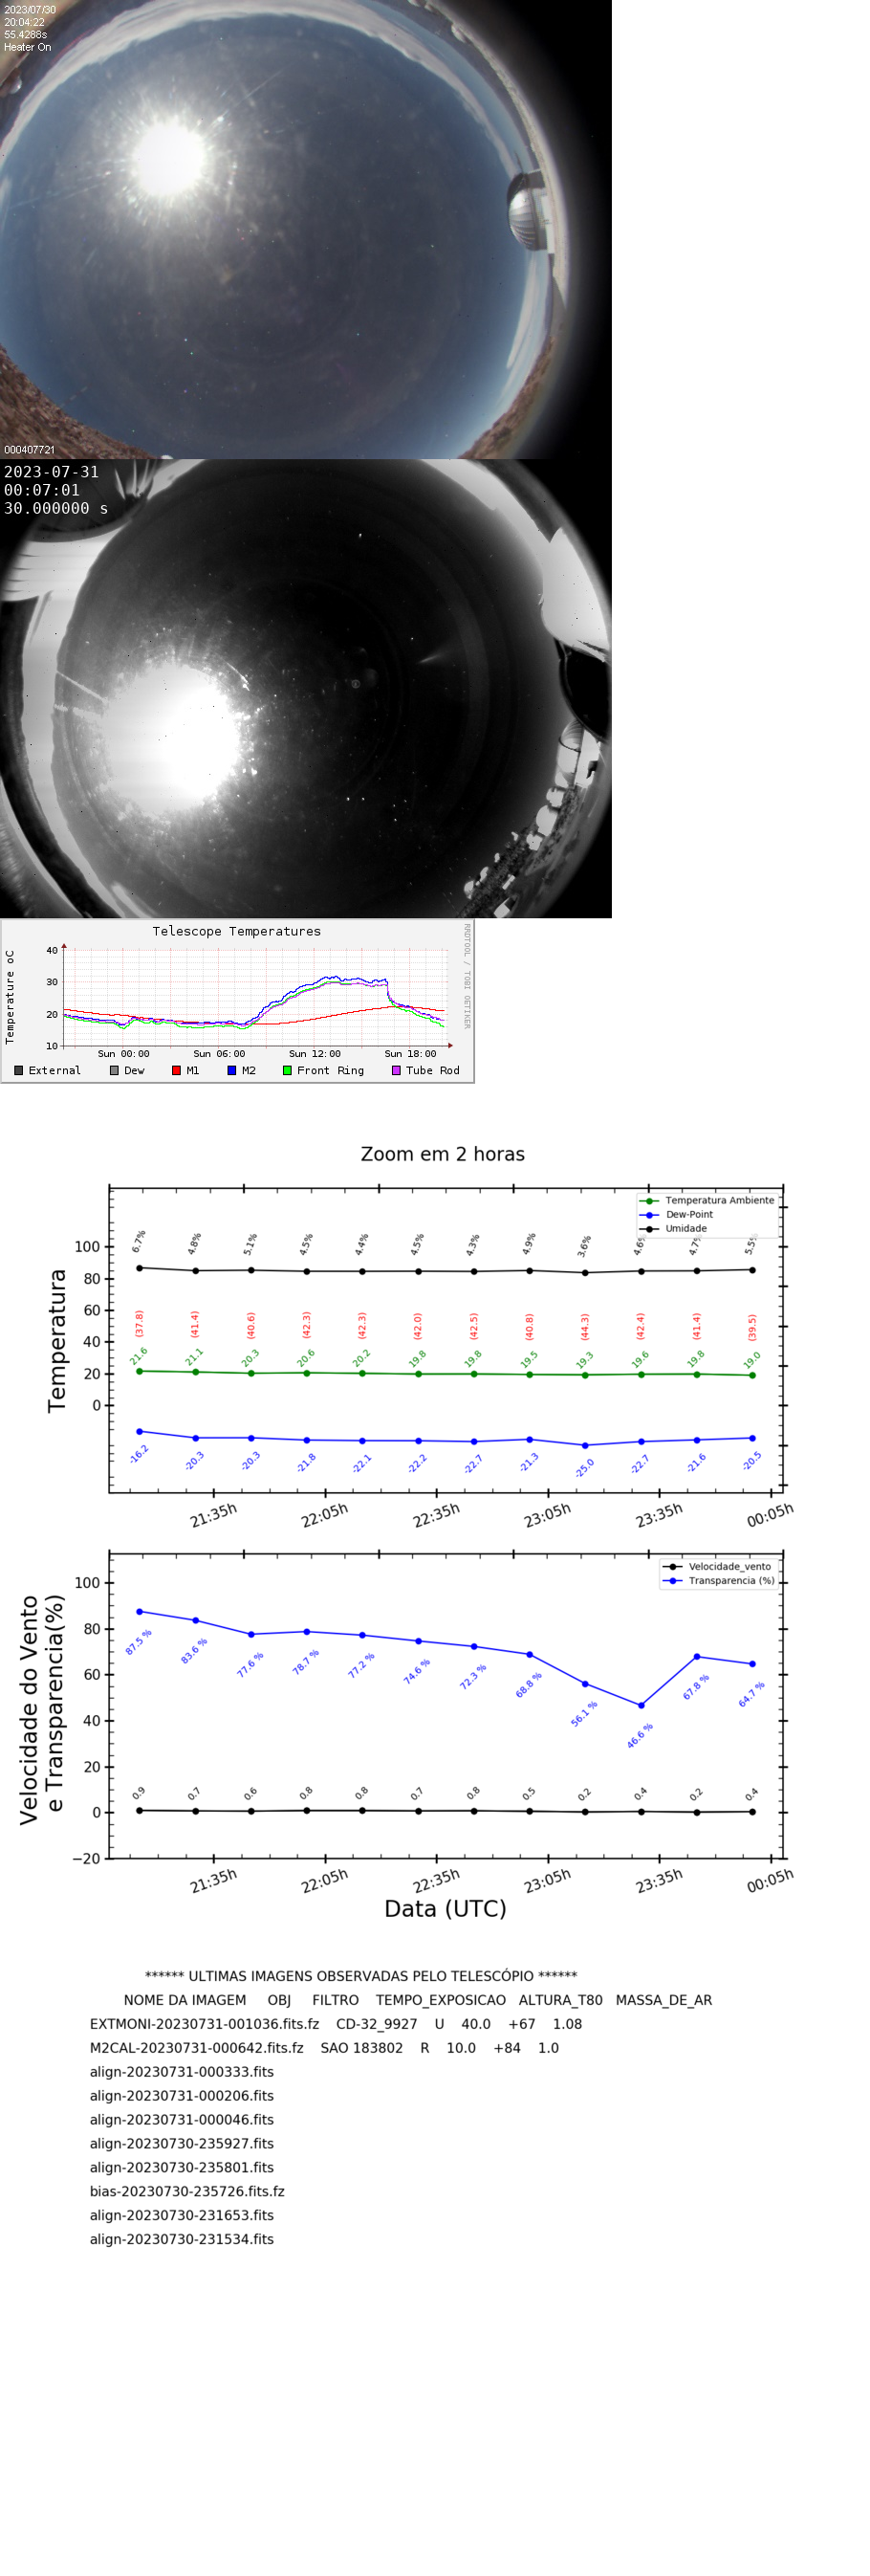 2023/07/30
20:04:22
55.4288s
Heater On
000407721
2023-07-31
00:07:01
30.000000 s
Telescope Temperatures
RRDTOOL / TOBI OETIKER
Temperature oC
40
30
20
10
Sun 00:00 Sun 06:00 Sun 12:00 Sun 18:00
External Dew M1 M2 Front Ring Tube Rod
Zoom em 2 horas
Temperatura Ambiente
Dew-Point
Umidade
Temperatura
100
80
60
40
20
0
6.7% 4.8% 5.1% 4.5% 4.4% 4.5% 4.3% 4.9% 3.6% 4.6% 4.7% 5.5%
(37.8) (41.4) (40.6) (42.3) (42.3) (42.0) (42.5) (40.8) (44.3) (42.4) (41.4) (39.5)
21.6 21.1 20.3 20.6 20.2 19.8 19.8 19.5 19.3 19.6 19.8 19.0
-16.2 -20.3 -20.3 -21.8 -22.1 -22.2 -22.7 -21.3 -25.0 -22.7 -21.6 -20.5
21:35h 22:05h 22:35h 23:05h 23:35h 00:05h
Velocidade_vento
Transparencia (%)
Velocidade do Vento
e Transparencia(%)
100
80
60
40
20
0
−20
87.5 % 83.6 % 77.6 % 78.7 % 77.2 % 74.6 % 72.3 % 68.8 % 56.1 % 46.6 % 67.8 % 64.7 %
0.9 0.7 0.6 0.8 0.8 0.7 0.8 0.5 0.2 0.4 0.2 0.4
21:35h 22:05h 22:35h 23:05h 23:35h 00:05h
Data (UTC)
****** ULTIMAS IMAGENS OBSERVADAS PELO TELESCÓPIO ******
NOME DA IMAGEM OBJ FILTRO TEMPO_EXPOSICAO ALTURA_T80 MASSA_DE_AR
EXTMONI-20230731-001036.fits.fz CD-32_9927 U 40.0 +67 1.08
M2CAL-20230731-000642.fits.fz SAO 183802 R 10.0 +84 1.0
align-20230731-000333.fits
align-20230731-000206.fits
align-20230731-000046.fits
align-20230730-235927.fits
align-20230730-235801.fits
bias-20230730-235726.fits.fz
align-20230730-231653.fits
align-20230730-231534.fits